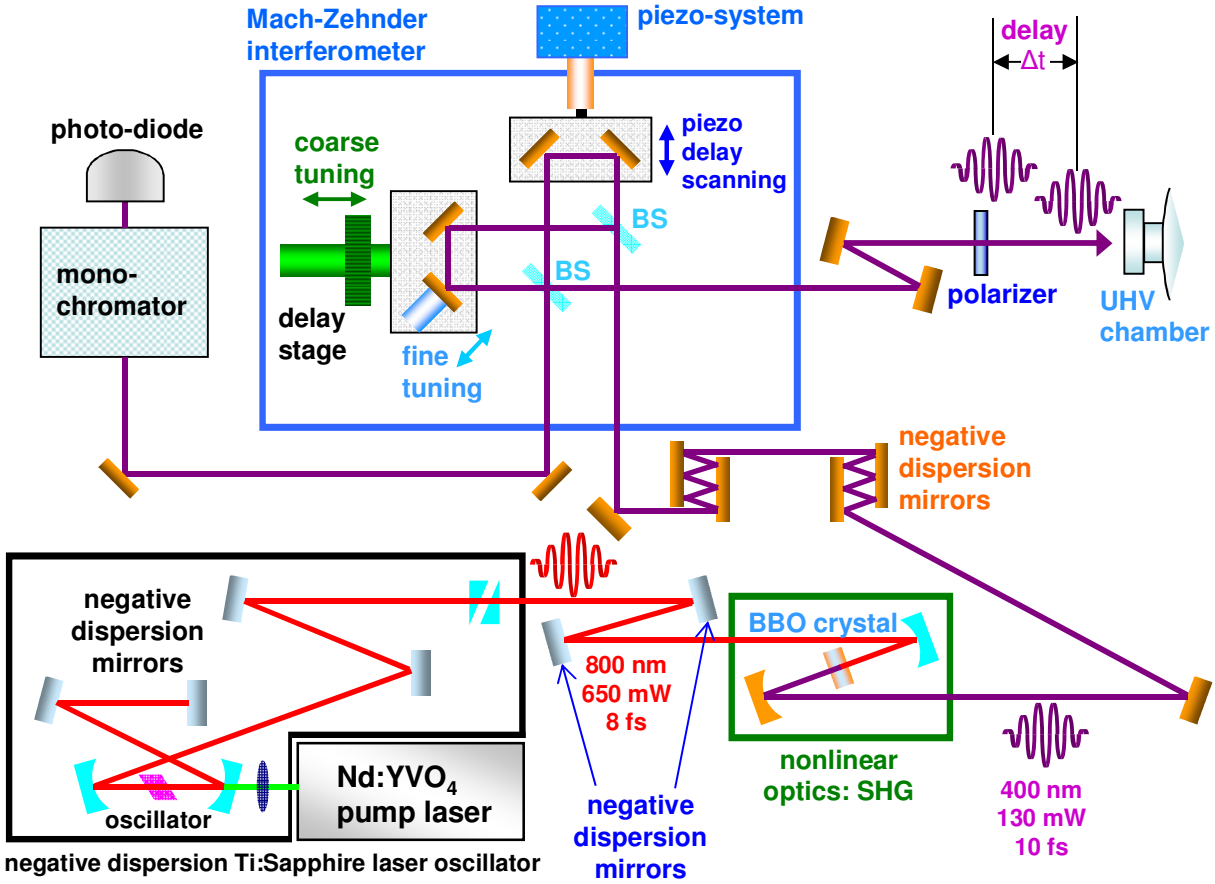 Mach-Zehnder
interferometer
piezo-system
delay
Δt
photo-diode
coarse
tuning
piezo
delay
scanning
BS
BS
mono-
chromator
delay
stage
fine
tuning
polarizer
UHV
chamber
negative
dispersion
mirrors
negative
dispersion
mirrors
BBO crystal
800 nm
650 mW
8 fs
nonlinear
optics: SHG
400 nm
130 mW
10 fs
Nd:YVO4
pump laser
oscillator
negative
dispersion
mirrors
negative dispersion Ti:Sapphire laser oscillator